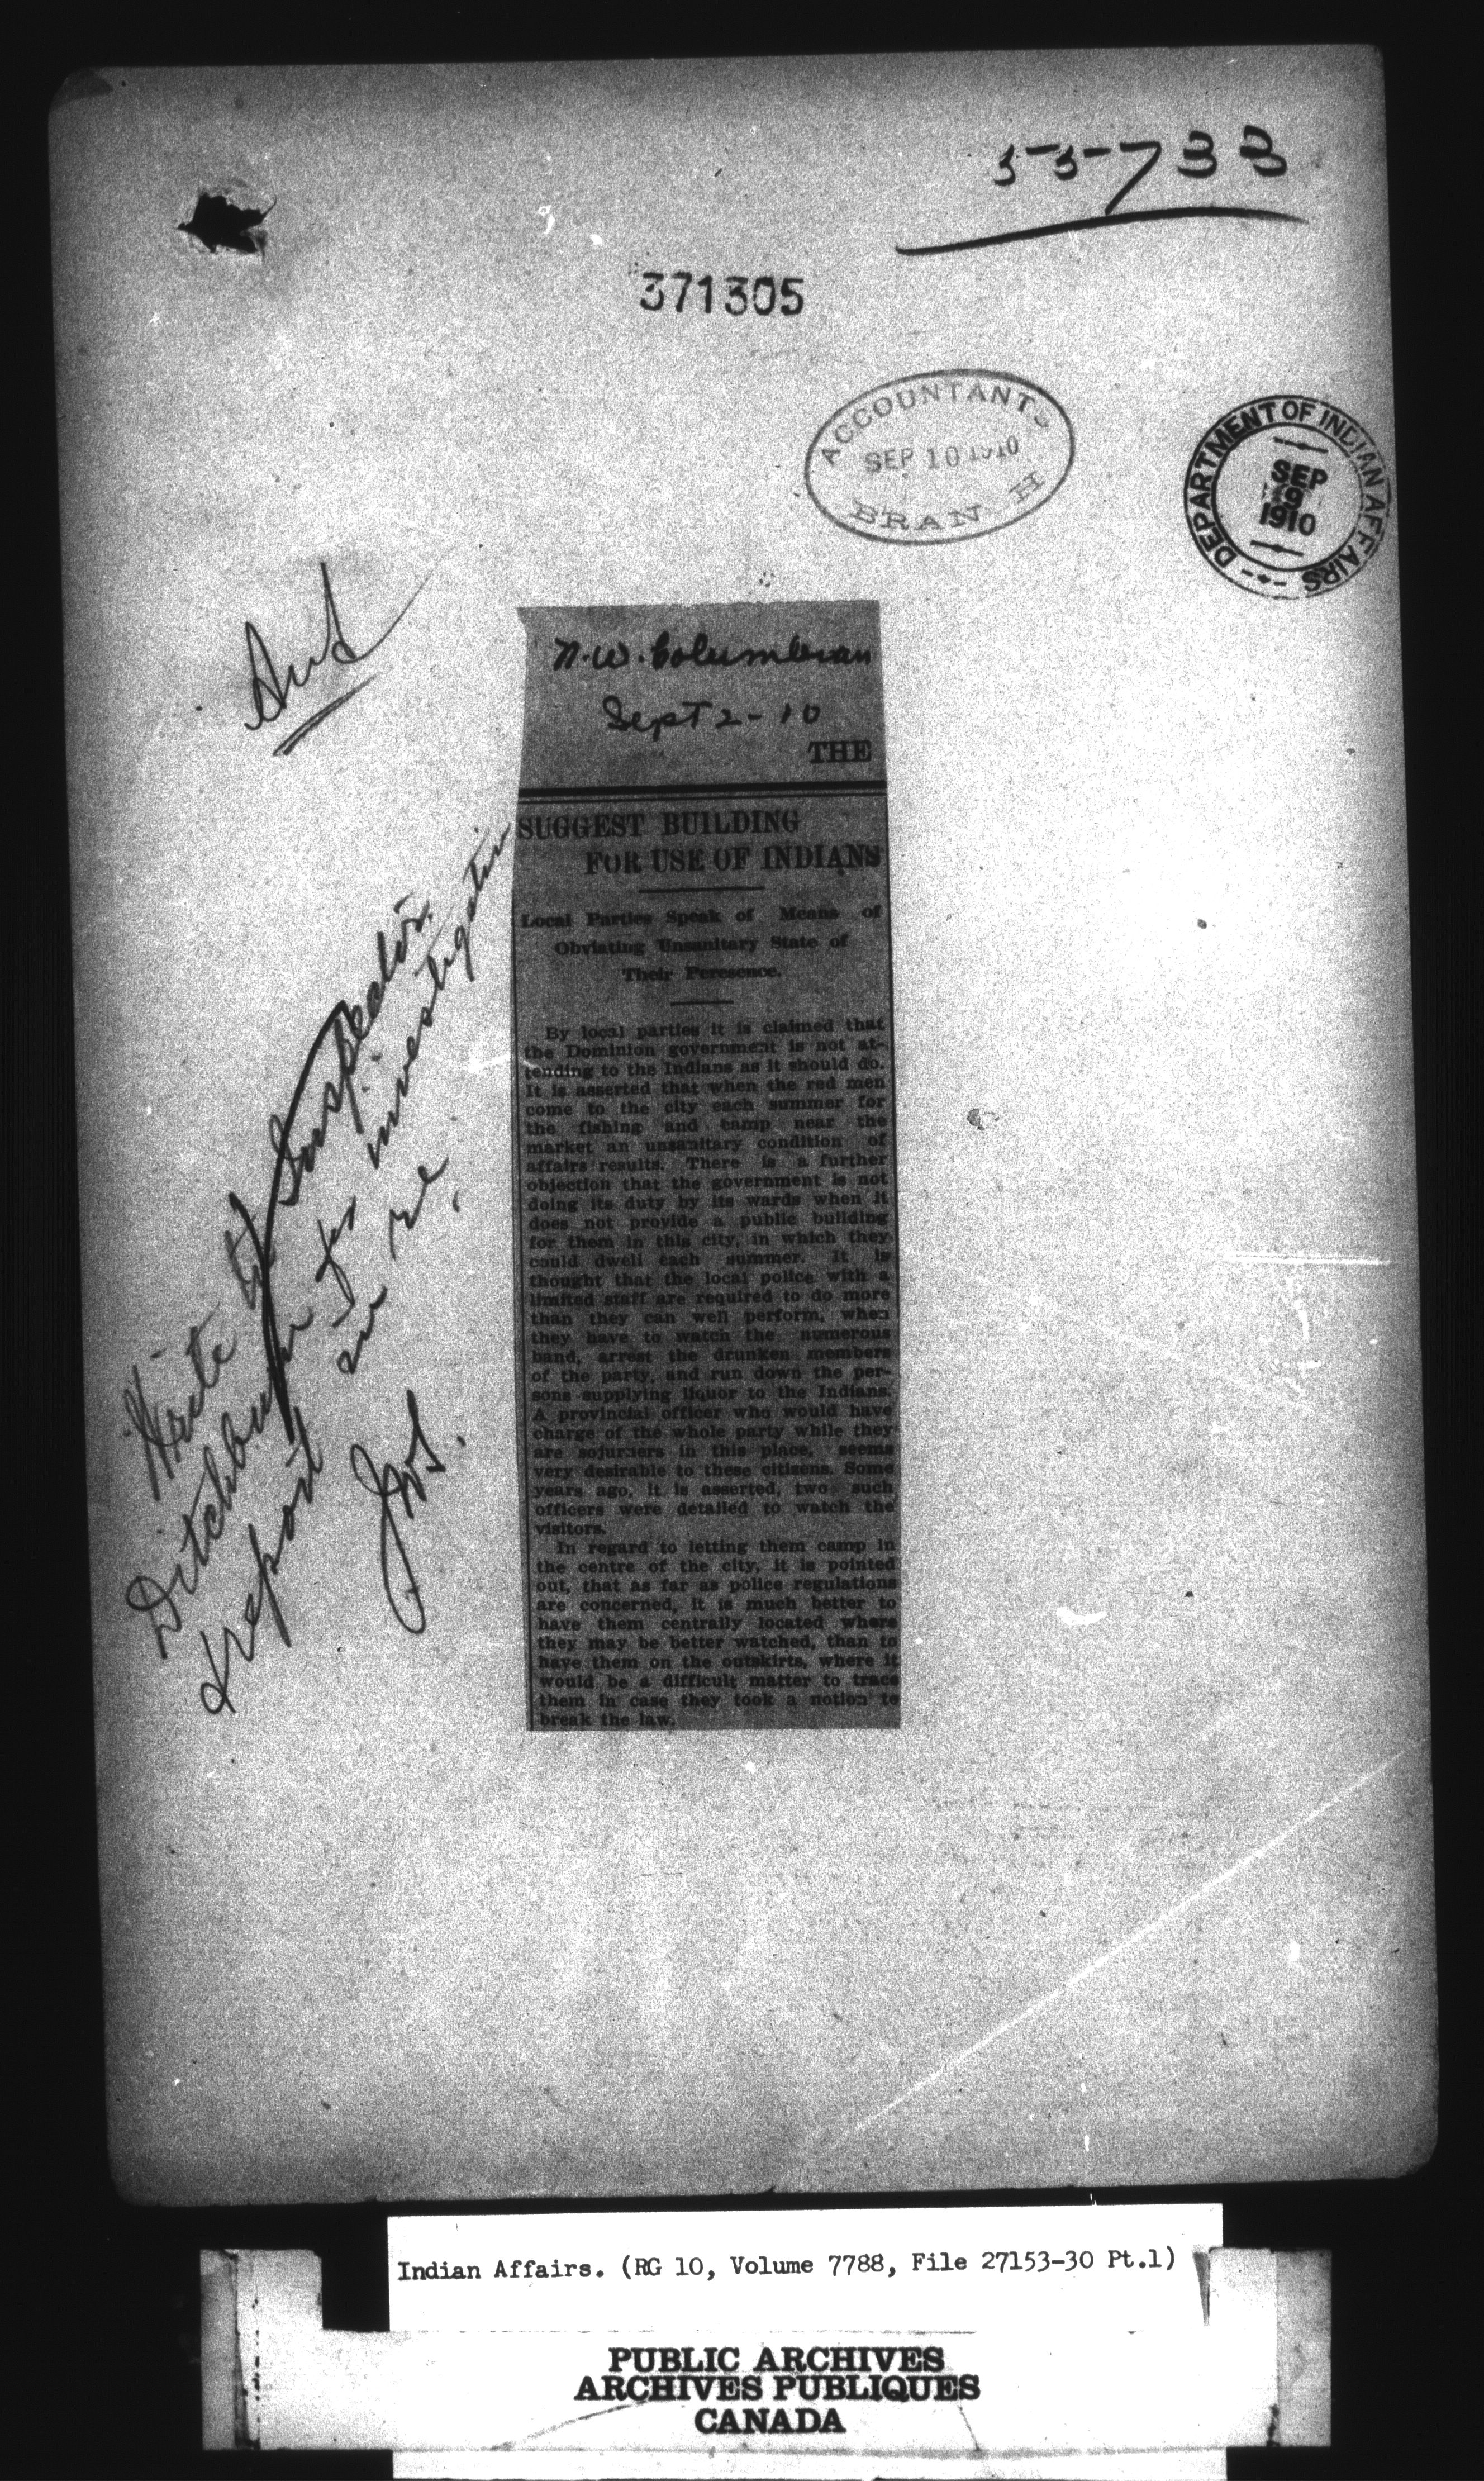 55733
371305
ACCOUNTANTS
SEP 10 1910
BRAN H
DEPARTMENT OF INDIAN AFFAIRS
SEP
9
1910
N.W. Columbian
Sept 2-10
THE
SUGGEST BUILDING
FOR USE OF INDIANS
Local Parties Speak of Means of
Obviating Unsanitary State of
Their Peresence.
By local parties it is claimed that
the Dominion government is not at-
tending to the Indians as it should do.
It is asserted that when the red men
come to the city each summer for
the fishing and camp near the
market an unsanitary condition of
affairs results. There is a further
objection that the government is not
doing its duty by its wards when it
does not provide a public building
for them in this city, in which they
could dwell each summer. It is
thought that the local police with a
limited staff are required to do more
than they can well perform, when
they have to watch the numerous
band, arrest the drunken members
of the party, and run down the per-
sons supplying liquor to the Indians.
A provincial officer who would have
charge of the whole party while they
are sojurners in this place, seems
very desirable to these citizens. Some
years ago, it is asserted, two such
officers were detailed to watch the
visitors.
In regard to letting them camp in
the centre of the city, it is pointed
out, that as far as police regulations
are concerned, it is much better to
have them centrally located where
they may be better watched, than to
have them on the outskirts, where it
would be a difficult matter to trace
them in case they took a notion to
break the law.
Write to Inspector
Ditchburn for investigation
& report in re.
Indian Affairs. (RG 10, Volume 7788, File 27153-30 Pt.1)
PUBLIC ARCHIVES
ARCHIVES PUBLIQUES
CANADA